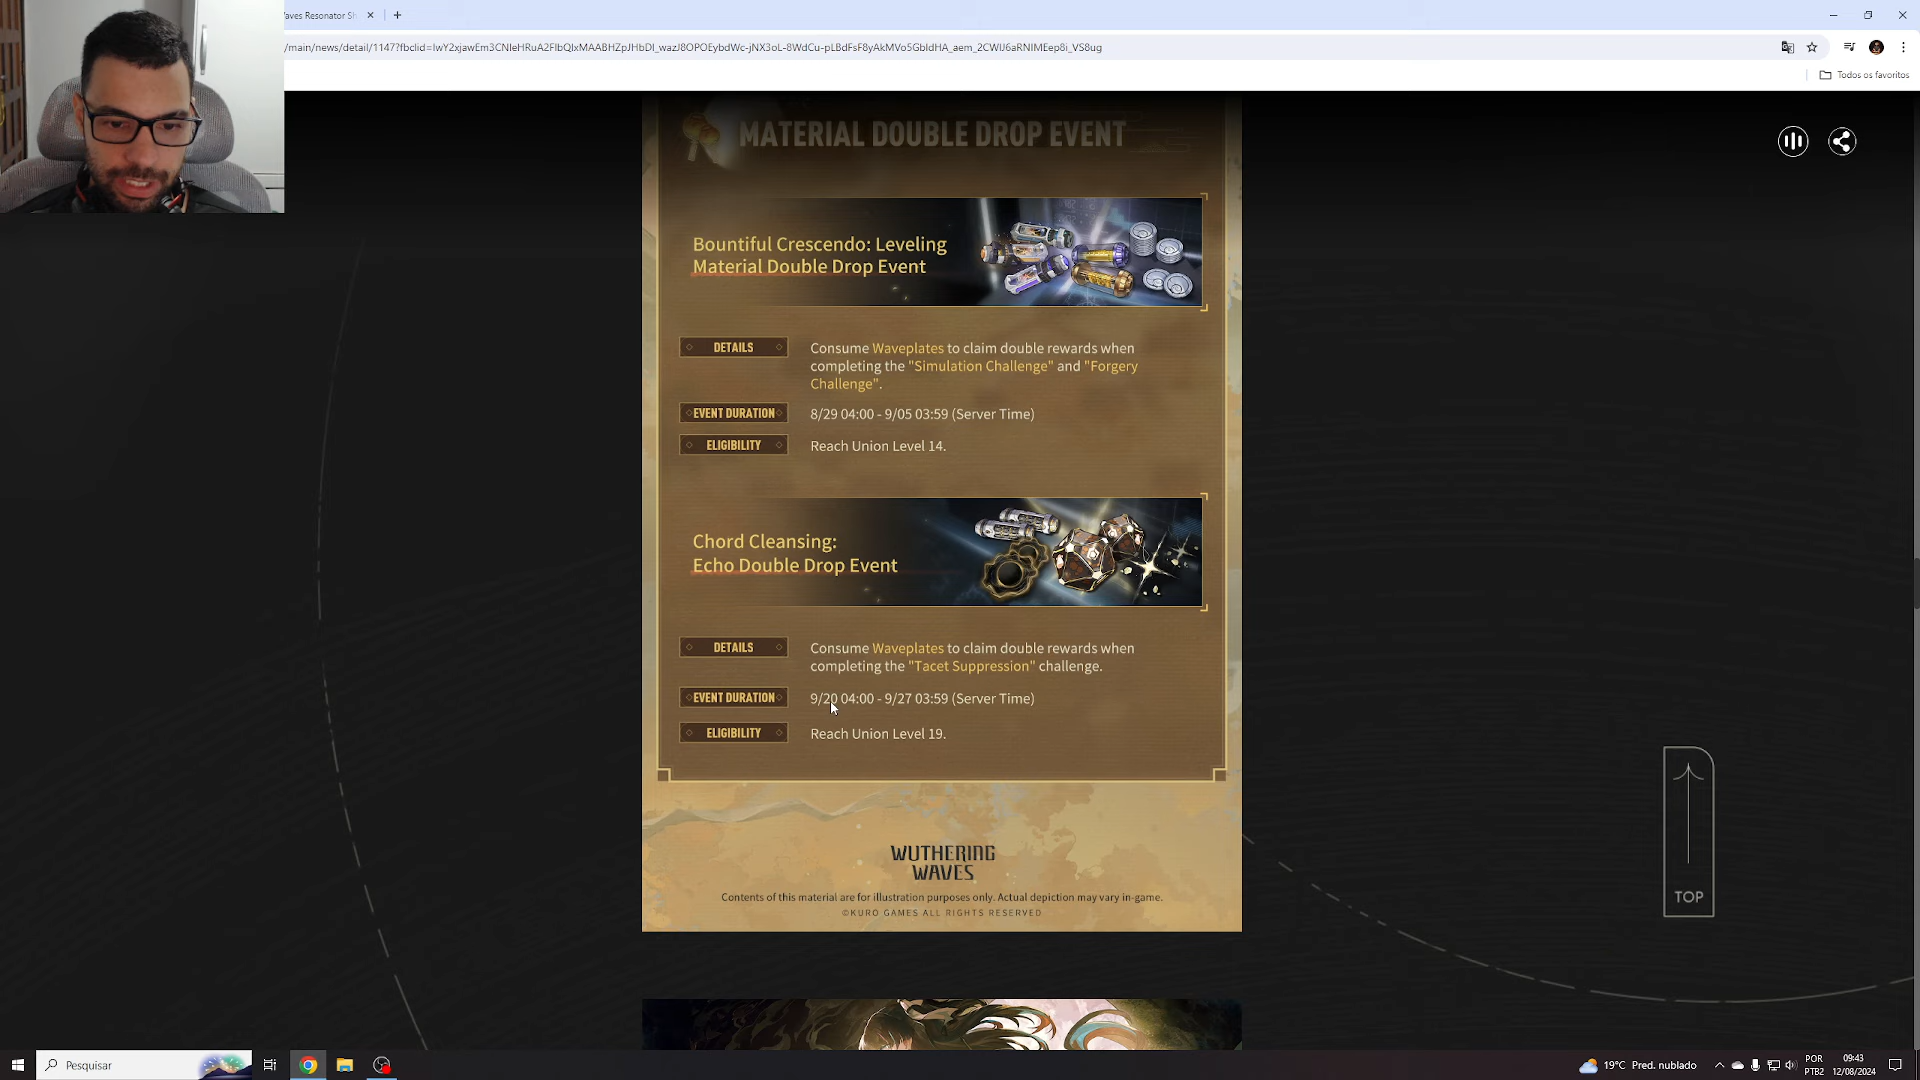 aves Resonator Sh
/main/news/detail/1147?fbclid=IwY2xjawEm3CNleHRuA2FlbQIxMAABHZpJHbDI_wazJ8OPOEybdWc-jNX3oL-8WdCu-pLBdFsF8yAkMVo5GbIdHA_aem_2CWlJ6aRNIMEep8i_VS8ug
Todos os favoritos
MATERIAL DOUBLE DROP EVENT
Bountiful Crescendo: Leveling
Material Double Drop Event
DETAILS
Consume Waveplates to claim double rewards when
completing the "Simulation Challenge" and "Forgery
Challenge".
EVENT DURATION
8/29 04:00 - 9/05 03:59 (Server Time)
ELIGIBILITY
Reach Union Level 14.
Chord Cleansing:
Echo Double Drop Event
DETAILS
Consume Waveplates to claim double rewards when
completing the "Tacet Suppression" challenge.
EVENT DURATION
9/20 04:00 - 9/27 03:59 (Server Time)
ELIGIBILITY
Reach Union Level 19.
WUTHERING
WAVES
Contents of this material are for illustration purposes only. Actual depiction may vary in-game.
©KURO GAMES ALL RIGHTS RESERVED
TOP
Pesquisar
19°C Pred. nublado
POR
PTB2
09:43
12/08/2024